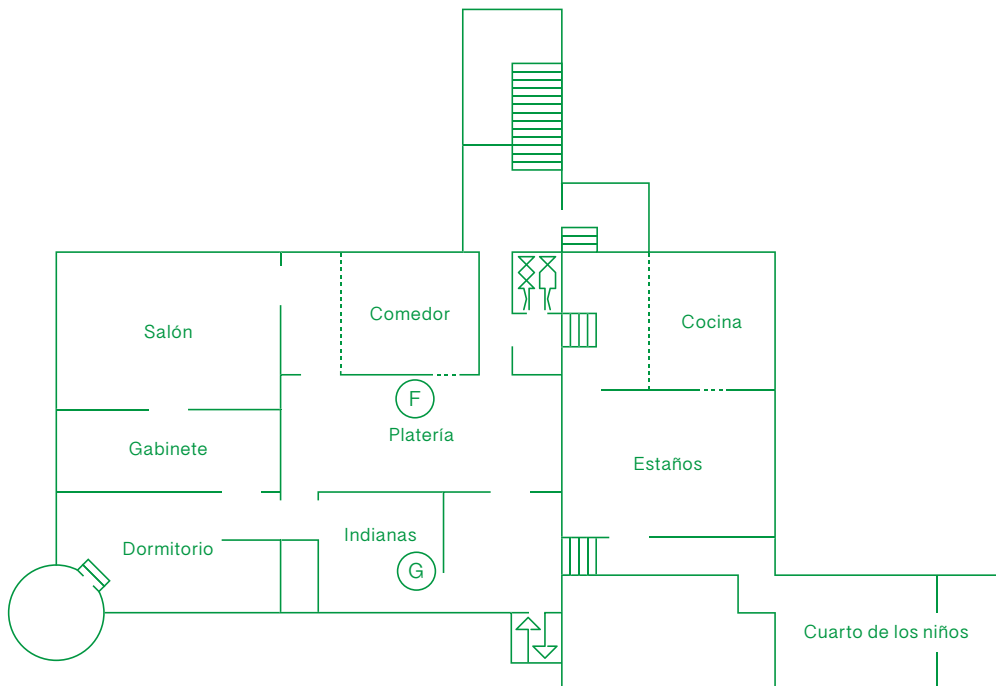 Comedor
Cocina
Salón
F
Platería
Gabinete
Estaños
Indianas
Dormitorio
G
Cuarto de los niños